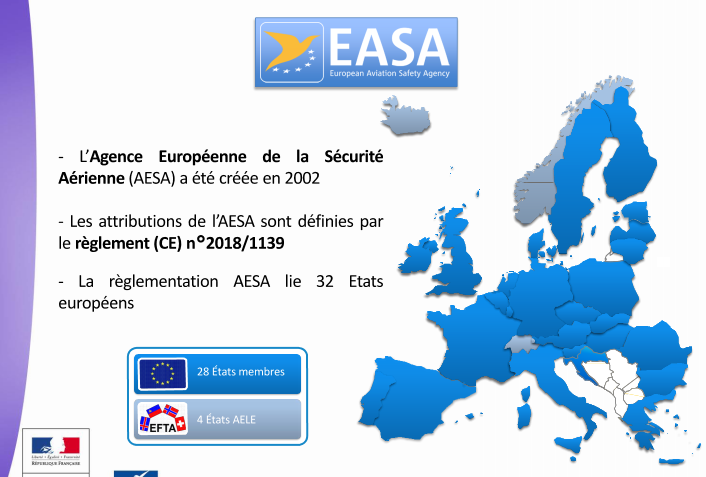 EASA
European Aviation Safety Agency
- L’Agence Européenne de la Sécurité
Aérienne (AESA) a été créée en 2002
- Les attributions de l’AESA sont définies par
le règlement (CE) n°2018/1139
- La règlementation AESA lie 32 Etats
européens
28 États membres
EFTA
4 États AELE
Liberté • Égalité • Fraternité
RÉPUBLIQUE FRANÇAISE